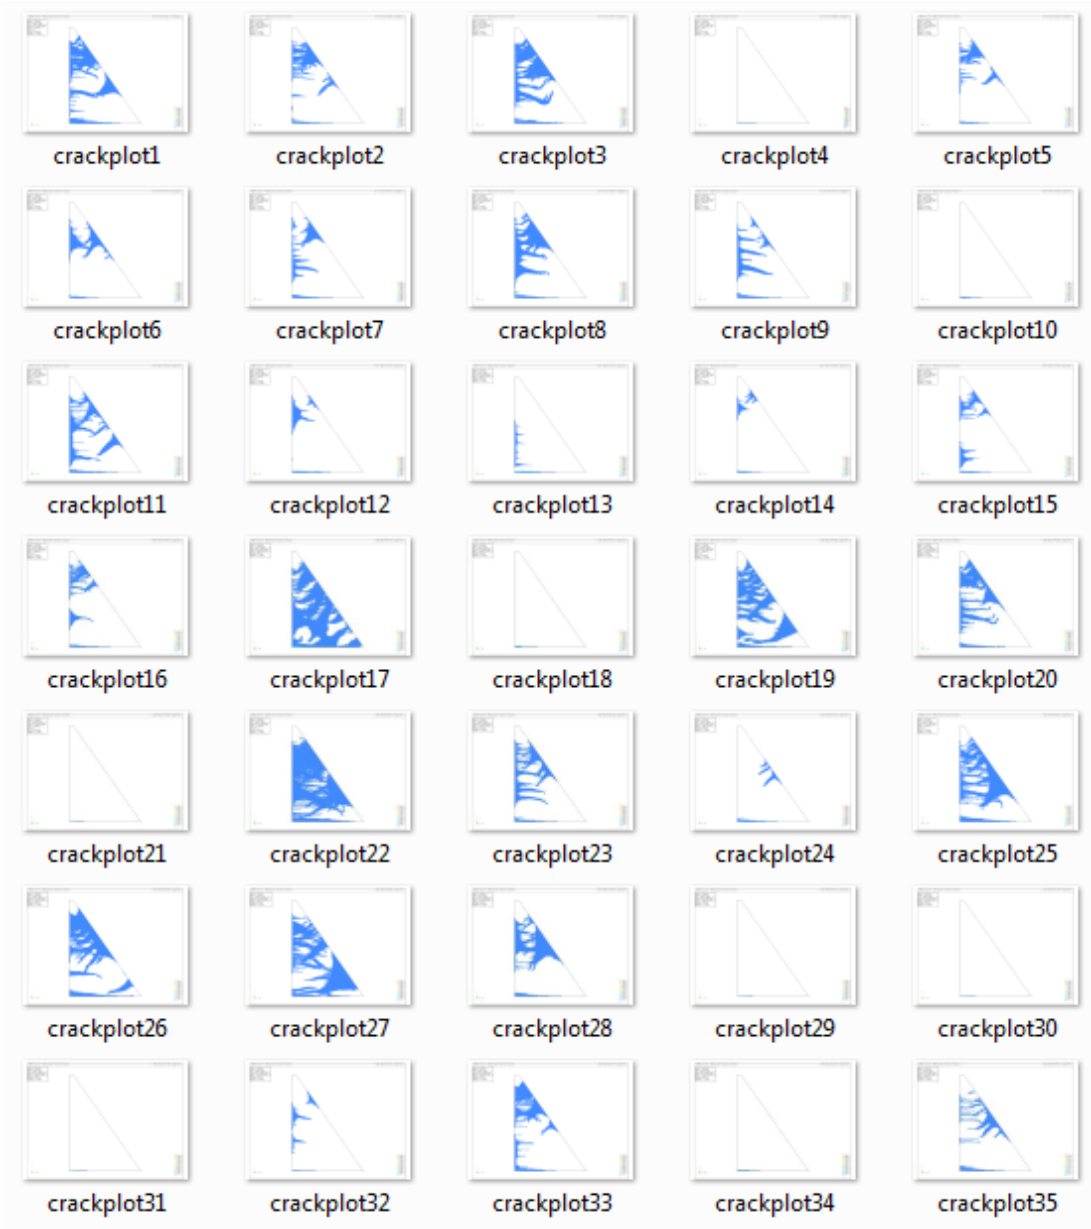 crackplot1 crackplot2 crackplot3 crackplot4 crackplot5
crackplot6 crackplot7 crackplot8 crackplot9 crackplot10
crackplot11 crackplot12 crackplot13 crackplot14 crackplot15
crackplot16 crackplot17 crackplot18 crackplot19 crackplot20
crackplot21 crackplot22 crackplot23 crackplot24 crackplot25
crackplot26 crackplot27 crackplot28 crackplot29 crackplot30
crackplot31 crackplot32 crackplot33 crackplot34 crackplot35